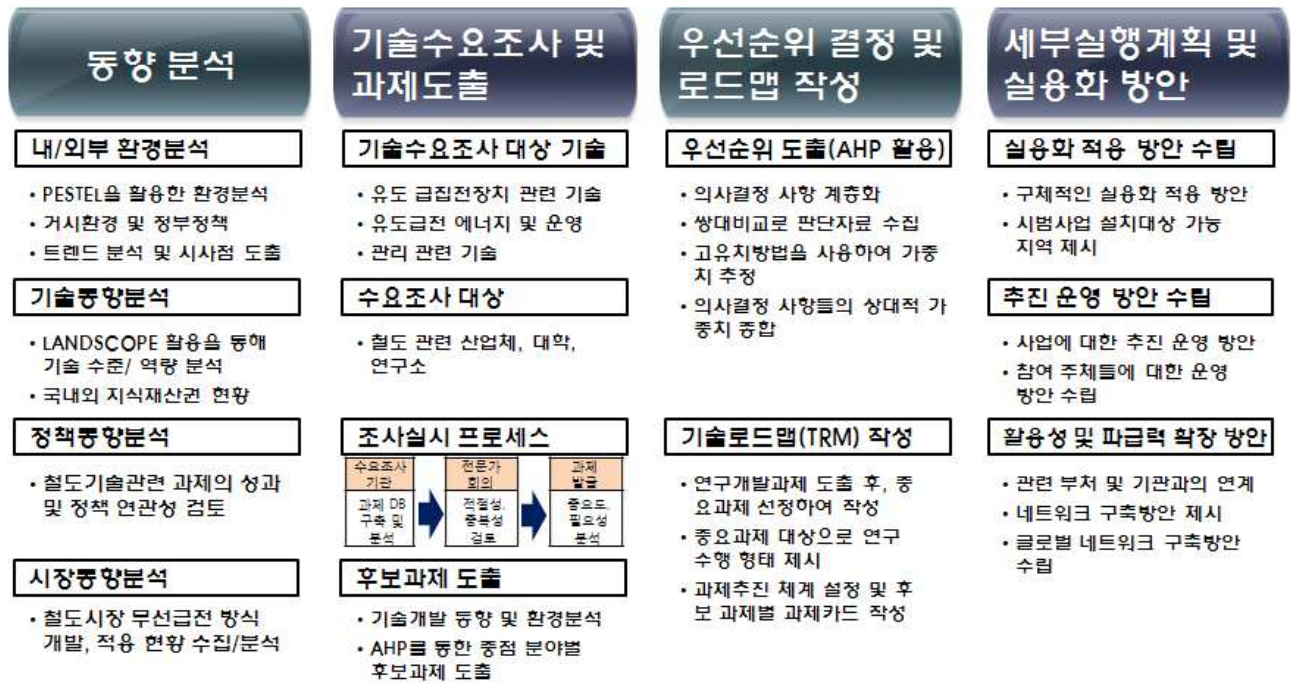 동향 분석
내/외부 환경분석
• PESTEL을 활용한 환경분석
• 거시환경 및 정부정책
• 트렌드 분석 및 시사점 도출
기술동향분석
• LANDSCOPE 활용을 통해
기술 수준/ 역량 분석
• 국내외 지식재산권 현황
정책동향분석
• 철도기술관련 과제의 성과
및 정책 연관성 검토
시장동향분석
• 철도시장 무선급전 방식
개발, 적용 현황 수집/분석
기술수요조사 및
과제도출
기술수요조사 대상 기술
• 유도 급집전장치 관련 기술
• 유도급전 에너지 및 운영
• 관리 관련 기술
수요조사 대상
• 철도 관련 산업체, 대학,
연구소
조사실시 프로세스
수요조사
기관
과제 DB
구축 및
분석
전문가
회의
적절성,
중복성
검토
과제
발굴
중요도,
필요성
분석
후보과제 도출
• 기술개발 동향 및 환경분석
• AHP를 통한 중점 분야별
후보과제 도출
우선순위 결정 및
로드맵 작성
우선순위 도출(AHP 활용)
• 의사결정 사항 계층화
• 쌍대비교로 판단자료 수집
• 고유치방법을 사용하여 가중
치 추정
• 의사결정 사항들의 상대적 가
중치 종합
기술로드맵(TRM) 작성
• 연구개발과제 도출 후, 중
요과제 선정하여 작성
• 중요과제 대상으로 연구
수행 형태 제시
• 과제추진 체계 설정 및 후
보 과제별 과제카드 작성
세부실행계획 및
실용화 방안
실용화 적용 방안 수립
• 구체적인 실용화 적용 방안
• 시범사업 설치대상 가능
지역 제시
추진 운영 방안 수립
• 사업에 대한 추진 운영 방안
• 참여 주체들에 대한 운영
방안 수립
활용성 및 파급력 확장 방안
• 관련 부처 및 기관과의 연계
• 네트워크 구축방안 제시
• 글로벌 네트워크 구축방안
수립